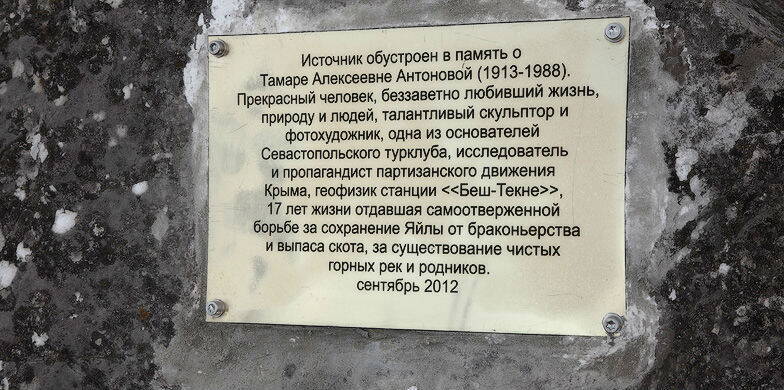 Источник обустроен в память о
Тамаре Алексеевне Антоновой (1913-1988).
Прекрасный человек, беззаветно любивший жизнь,
природу и людей, талантливый скульптор и
фотохудожник, одна из основателей
Севастопольского турклуба, исследователь
и пропагандист партизанского движения
Крыма, геофизик станции <<Беш-Текне>>,
17 лет жизни отдавшая самоотверженной
борьбе за сохранение Яйлы от браконьерства
и выпаса скота, за существование чистых
горных рек и родников.
сентябрь 2012